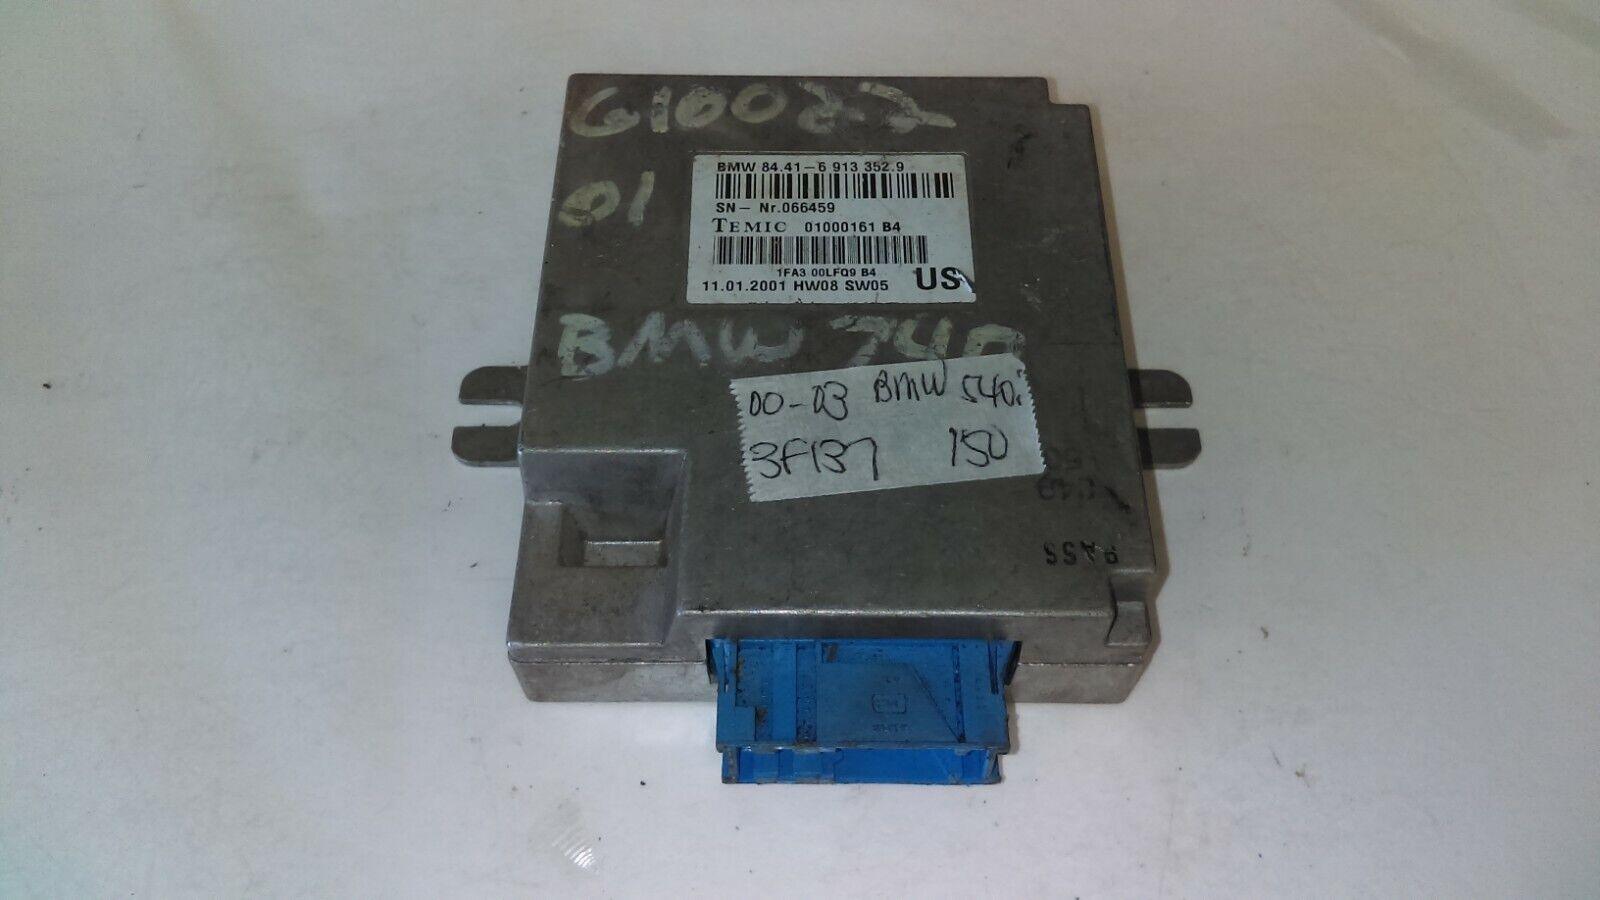 G10022
01
BMW 84.41-6 913 352.9
SN- Nr.066459
TEMIC 01000161 B4
1FA3 00LFQ9 B4
11.01.2001 HW08 SW05 US
BMW 740
00-03 BMW 540i
3F137 150
PASS